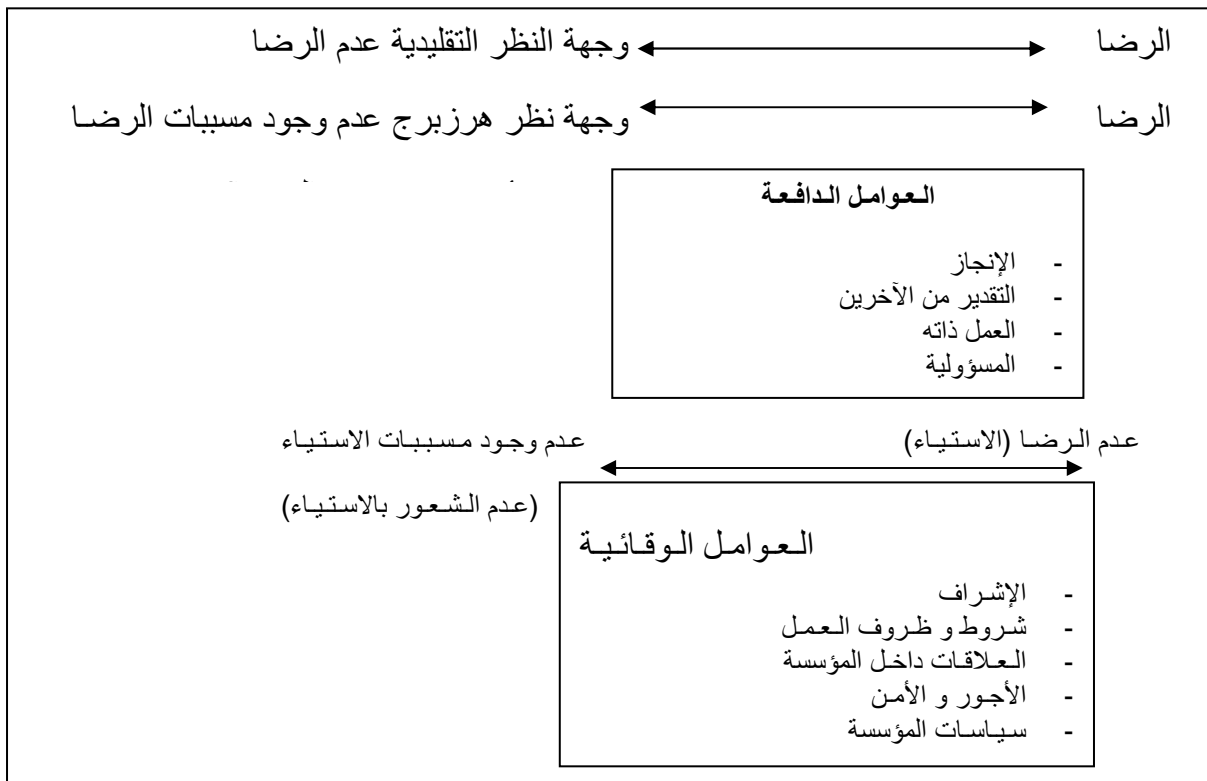 الرضا وجهة النظر التقليدية عدم الرضا
الرضا وجهة نظر هرزبرج عدم وجود مسببات الرضا
العوامل الدافعة
- الإنجاز
- التقدير من الآخرين
- العمل ذاته
- المسؤولية
عدم الرضا (الاستياء) عدم وجود مسببات الاستياء
(عدم الشعور بالاستياء)
العوامل الوقائية
- الإشراف
- شروط و ظروف العمل
- العلاقات داخل المؤسسة
- الأجور و الأمن
- سياسات المؤسسة